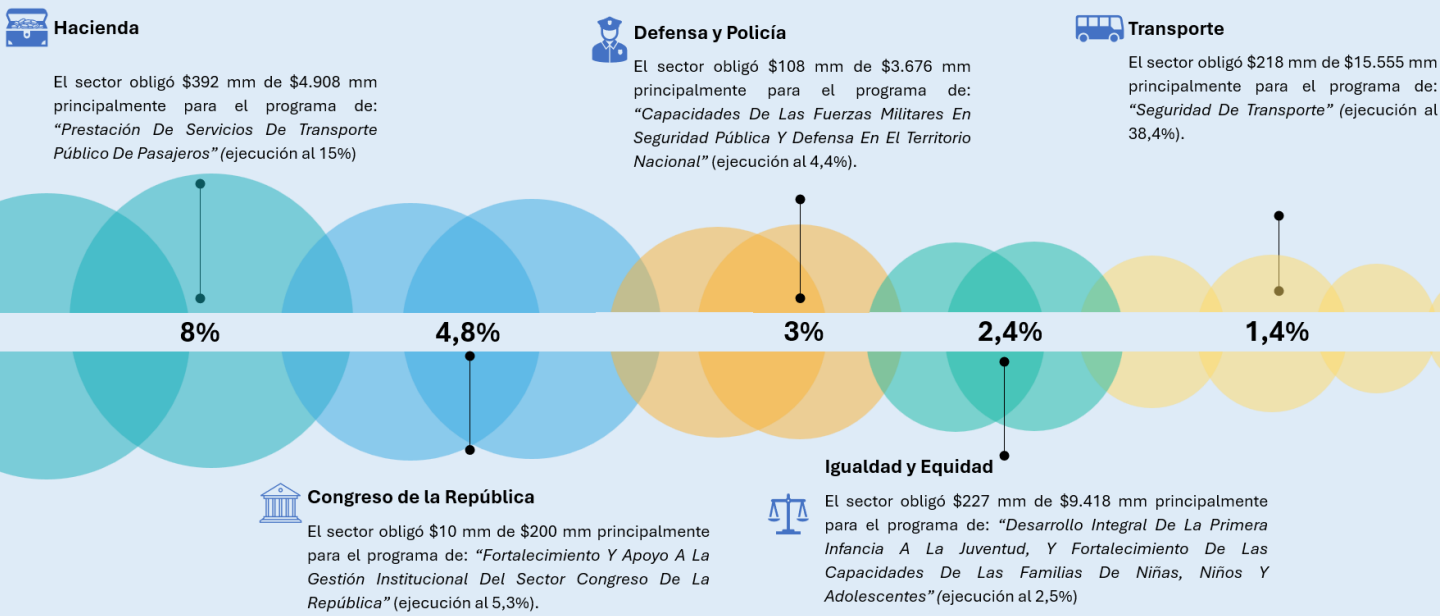 Hacienda
El sector obligó $392 mm de $4.908 mm
principalmente para el programa de:
“Prestación De Servicios De Transporte
Público De Pasajeros” (ejecución al 15%)
Defensa y Policía
El sector obligó $108 mm de $3.676 mm
principalmente para el programa de:
“Capacidades De Las Fuerzas Militares En
Seguridad Pública Y Defensa En El Territorio
Nacional” (ejecución al 4,4%).
Transporte
El sector obligó $218 mm de $15.555 mm
principalmente para el programa de:
“Seguridad De Transporte” (ejecución al
38,4%).
8%
4,8%
3%
2,4%
1,4%
Congreso de la República
El sector obligó $10 mm de $200 mm principalmente
para el programa de: “Fortalecimiento Y Apoyo A La
Gestión Institucional Del Sector Congreso De La
República” (ejecución al 5,3%).
Igualdad y Equidad
El sector obligó $227 mm de $9.418 mm principalmente
para el programa de: “Desarrollo Integral De La Primera
Infancia A La Juventud, Y Fortalecimiento De Las
Capacidades De Las Familias De Niñas, Niños Y
Adolescentes” (ejecución al 2,5%)